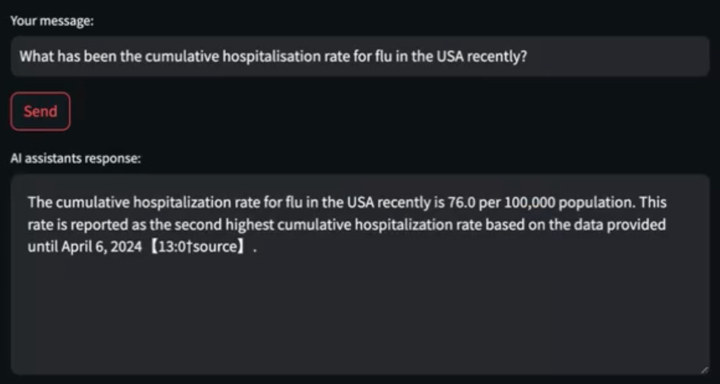 Your message:
What has been the cumulative hospitalisation rate for flu in the USA recently?
Send
AI assistants response:
The cumulative hospitalization rate for flu in the USA recently is 76.0 per 100,000 population. This
rate is reported as the second highest cumulative hospitalization rate based on the data provided
until April 6, 2024【13:0†source】.